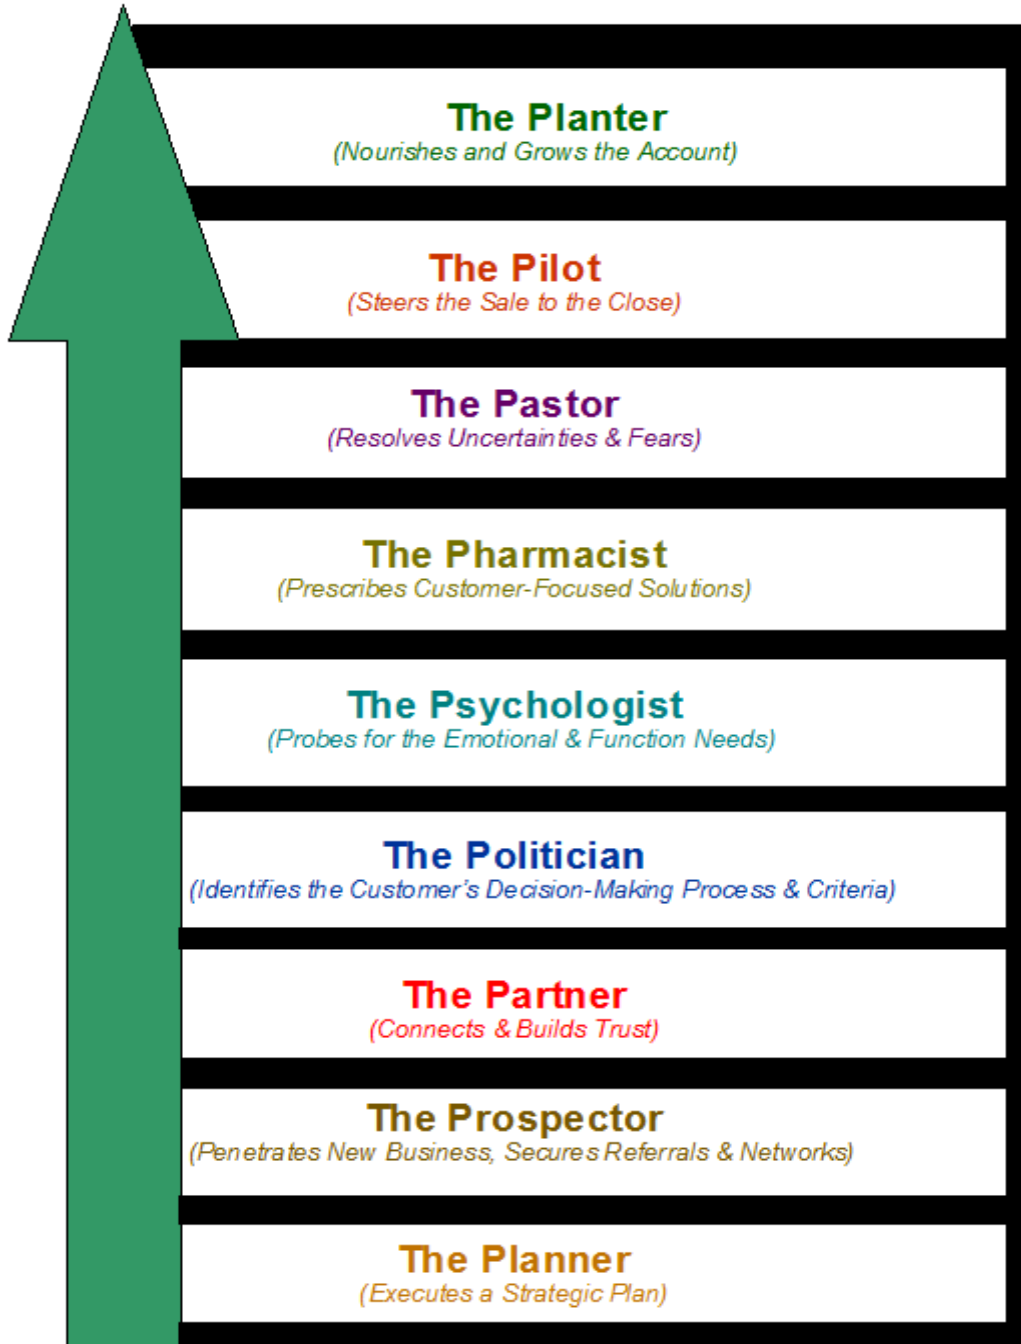 The Planter
(Nourishes and Grows the Account)
The Pilot
(Steers the Sale to the Close)
The Pastor
(Resolves Uncertainties & Fears)
The Pharmacist
(Prescribes Customer-Focused Solutions)
The Psychologist
(Probes for the Emotional & Function Needs)
The Politician
(Identifies the Customer’s Decision-Making Process & Criteria)
The Partner
(Connects & Builds Trust)
The Prospector
(Penetrates New Business, Secures Referrals & Networks)
The Planner
(Executes a Strategic Plan)